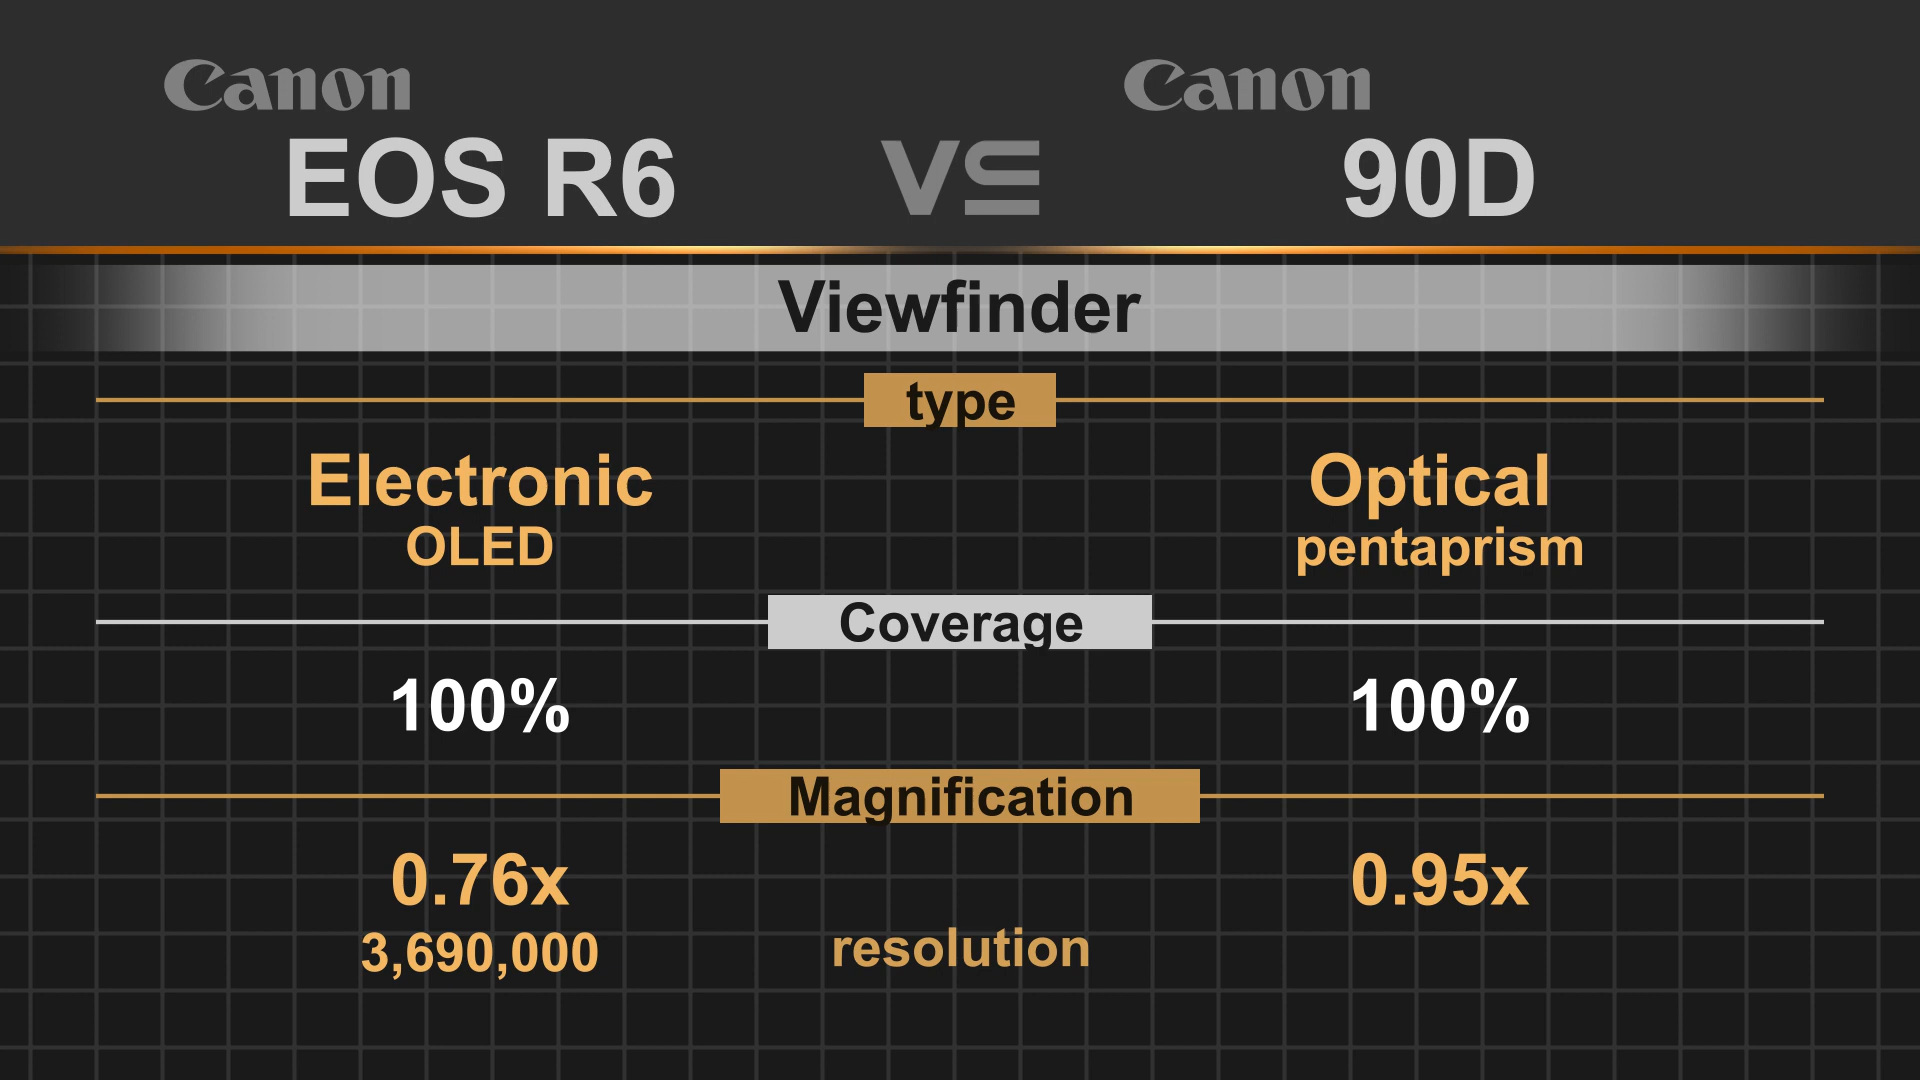 Canon Canon
EOS R6 VS 90D
Viewfinder
type
Electronic Optical
OLED pentaprism
Coverage
100% 100%
Magnification
0.76x 0.95x
3,690,000 resolution